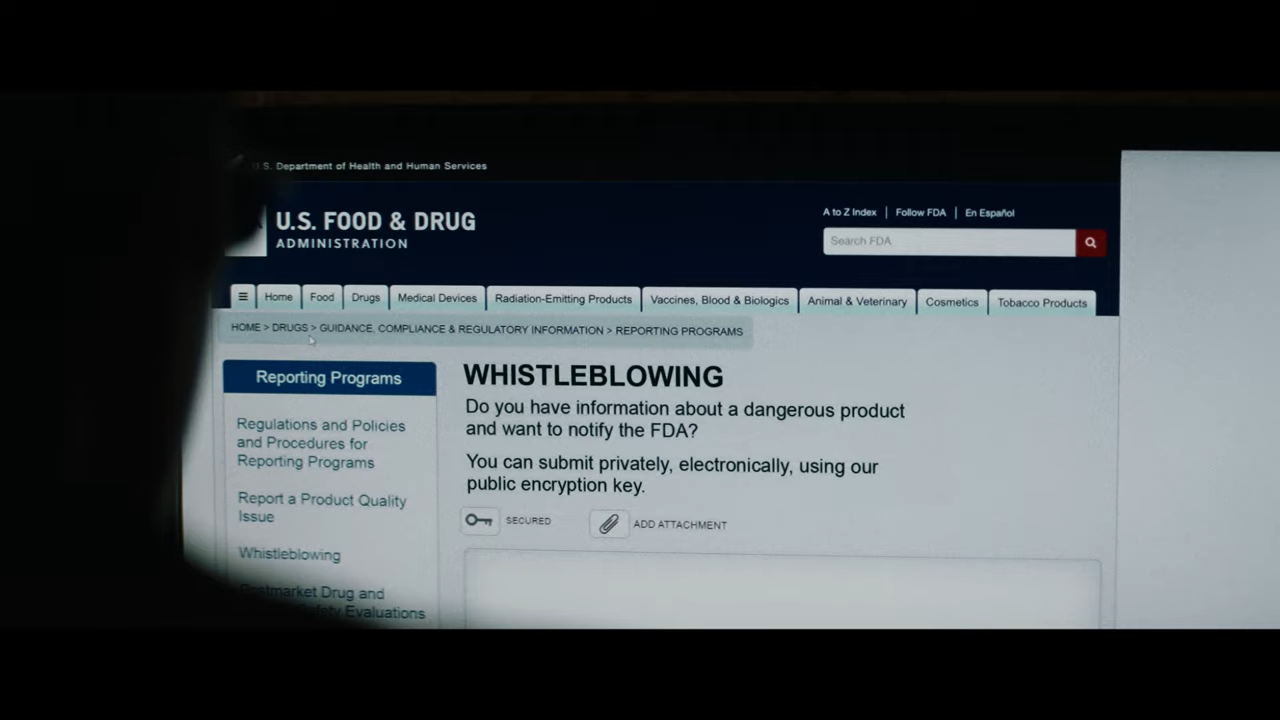 U.S. Department of Health and Human Services
U.S. FOOD & DRUG
ADMINISTRATION
A to Z Index | Follow FDA | En Español
Search FDA
Home Food Drugs Medical Devices Radiation-Emitting Products Vaccines, Blood & Biologics Animal & Veterinary Cosmetics Tobacco Products
HOME > DRUGS > GUIDANCE, COMPLIANCE & REGULATORY INFORMATION > REPORTING PROGRAMS
Reporting Programs
Regulations and Policies
and Procedures for
Reporting Programs
Report a Product Quality
Issue
Whistleblowing
Postmarket Drug and
Safety Evaluations
WHISTLEBLOWING
Do you have information about a dangerous product
and want to notify the FDA?
You can submit privately, electronically, using our
public encryption key.
SECURED
ADD ATTACHMENT